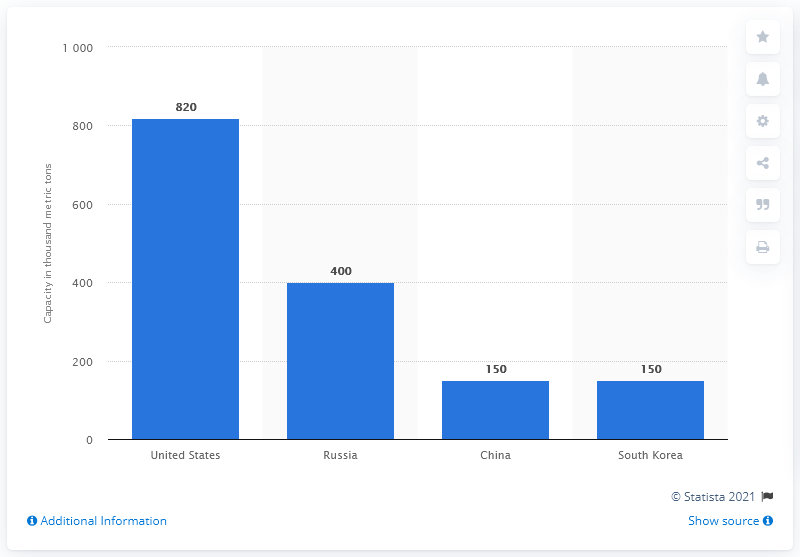 1 000
800
600
400
200
0
Capacity in thousand metric tons
820
400
150
150
United States
Russia
China
South Korea
© Statista 2021
Additional Information
Show source